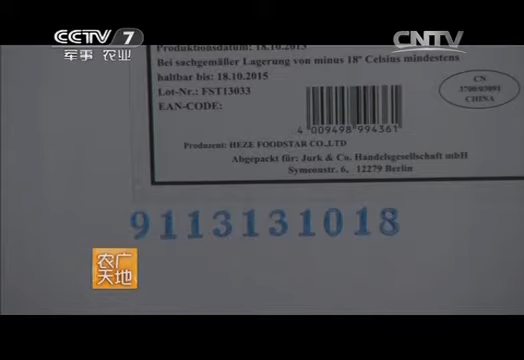 CCTV 7
军事 农业
CNTV
Produktionsdatum: 18.10.2013
Bei sachgemäßer Lagerung von minus 18° Celsius mindestens
haltbar bis: 18.10.2015
Lot-Nr.: FST13033
EAN-CODE:
4 009498 994361
CN
3700/03091
CHINA
Produzent: HEZE FOODSTAR CO.,LTD
Abgepackt für: Jurk & Co. Handelsgesellschaft mbH
Symeonstr. 6, 12279 Berlin
9113131018
农广
天地